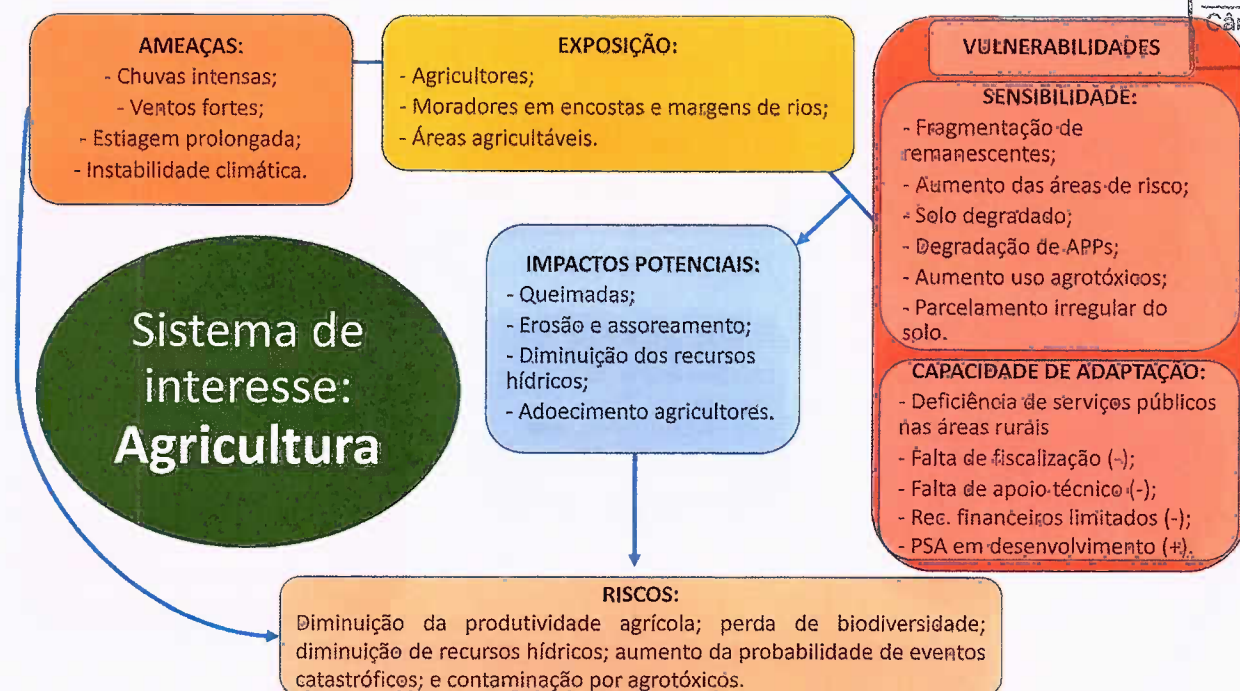 AMEAÇAS:
- Chuvas intensas;
- Ventos fortes;
- Estiagem prolongada;
- Instabilidade climática.
EXPOSIÇÃO:
- Agricultores;
- Moradores em encostas e margens de rios;
- Áreas agricultáveis.
VULNERABILIDADES
SENSIBILIDADE:
- Fragmentação de
remanescentes;
- Aumento das áreas de risco;
- Solo degradado;
- Degradação de APPs;
- Aumento uso agrotóxicos;
- Parcelamento irregular do
solo.
CAPACIDADE DE ADAPTAÇÃO:
- Deficiência de serviços públicos
nas áreas rurais
- Falta de fiscalização (-);
- Falta de apoio técnico (-);
- Rec. financeiros limitados (-);
- PSA em desenvolvimento (+).
IMPACTOS POTENCIAIS:
- Queimadas;
- Erosão e assoreamento;
- Diminuição dos recursos
hídricos;
- Adoecimento agricultores.
Sistema de
interesse:
Agricultura
RISCOS:
Diminuição da produtividade agrícola; perda de biodiversidade;
diminuição de recursos hídricos; aumento da probabilidade de eventos
catastróficos; e contaminação por agrotóxicos.